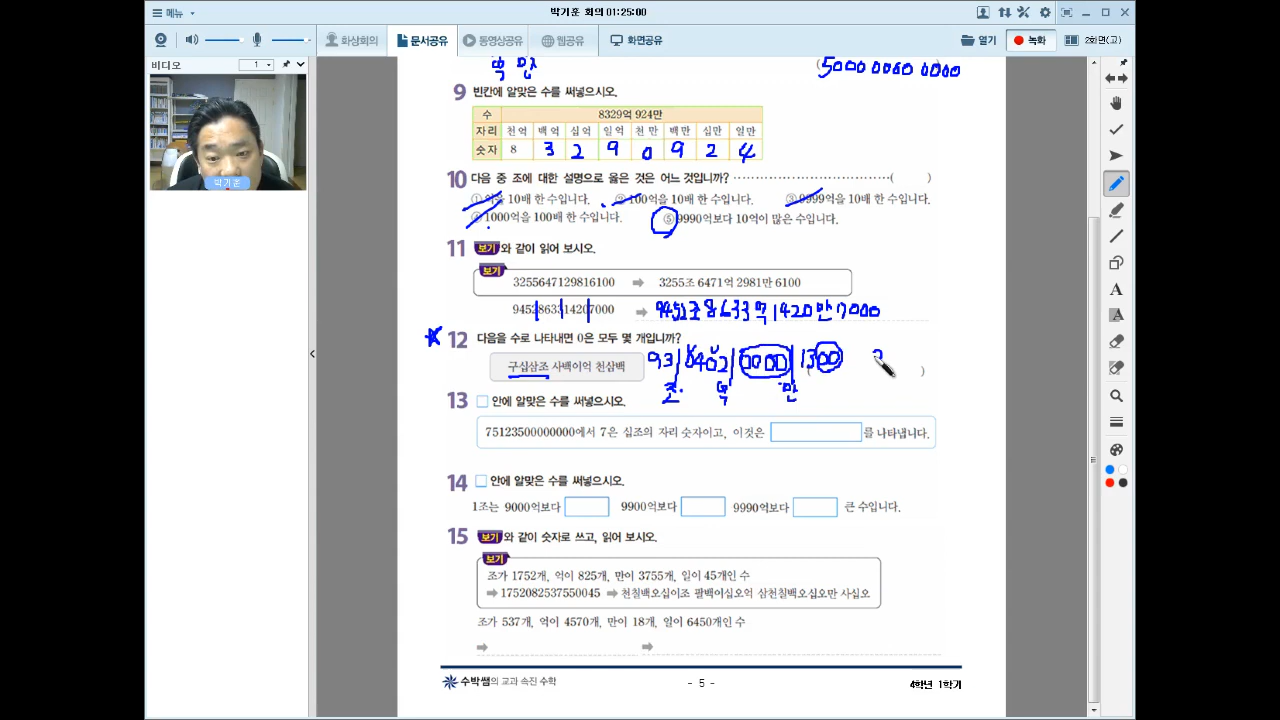 메뉴
박기훈 회의 01:25:00
화상회의 문서공유 동영상공유 웹공유 화면공유 열기 녹화 2화면(고)
비디오 1
박기훈
억 만 (500000000000
9 빈칸에 알맞은 수를 써넣으시오.
수 8329억 924만
자리 천억 백억 십억 일억 천만 백만 십만 일만
숫자 8 3 2 9 0 9 2 4
10 다음 중 조에 대한 설명으로 옳은 것은 어느 것입니까? ( )
① 억을 10배 한 수입니다. ② 100억을 10배 한 수입니다. ③ 9999억을 10배 한 수입니다.
④ 1000억을 100배 한 수입니다. ⑤ 9990억보다 10억이 많은 수입니다.
11 보기와 같이 읽어 보시오.
보기
3255647129816100 ➡ 3255조 6471억 2981만 6100
9452863314207000 ➡ 9452조 8633억 1420만 7000
★ 12 다음을 수로 나타내면 0은 모두 몇 개입니까?
구십삼조 사백이억 천삼백 93 0402 0000 1300
조 억 만 ( )
13 □ 안에 알맞은 수를 써넣으시오.
75123500000000에서 7은 십조의 자리 숫자이고, 이것은 를 나타냅니다.
14 □ 안에 알맞은 수를 써넣으시오.
1조는 9000억보다 9900억보다 9990억보다 큰 수입니다.
15 보기와 같이 숫자로 쓰고, 읽어 보시오.
보기
조가 1752개, 억이 825개, 만이 3755개, 일이 45개인 수
➡ 1752082537550045 ➡ 천칠백오십이조 팔백이십오억 삼천칠백오십오만 사십오
조가 537개, 억이 4570개, 만이 18개, 일이 6450개인 수
➡ ➡
수박쌤의 교과 속진 수학 - 5 - 4학년 1학기